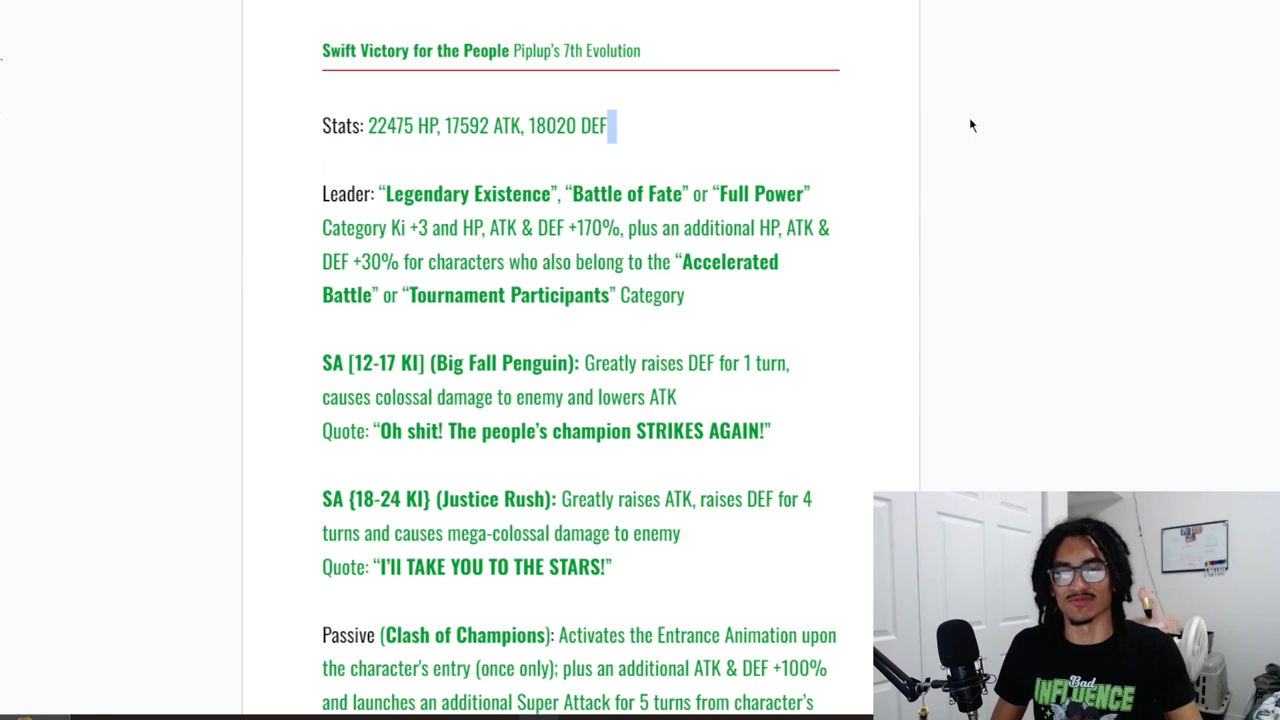 Swift Victory for the People Piplup's 7th Evolution
Stats: 22475 HP, 17592 ATK, 18020 DEF
Leader: “Legendary Existence”, “Battle of Fate” or “Full Power”
Category Ki +3 and HP, ATK & DEF +170%, plus an additional HP, ATK &
DEF +30% for characters who also belong to the “Accelerated
Battle” or “Tournament Participants” Category
SA [12-17 KI] (Big Fall Penguin): Greatly raises DEF for 1 turn,
causes colossal damage to enemy and lowers ATK
Quote: “Oh shit! The people’s champion STRIKES AGAIN!”
SA {18-24 KI} (Justice Rush): Greatly raises ATK, raises DEF for 4
turns and causes mega-colossal damage to enemy
Quote: “I’ll TAKE YOU TO THE STARS!”
Passive (Clash of Champions): Activates the Entrance Animation upon
the character's entry (once only); plus an additional ATK & DEF +100%
and launches an additional Super Attack for 5 turns from character’s
Bad
INFLUENCE